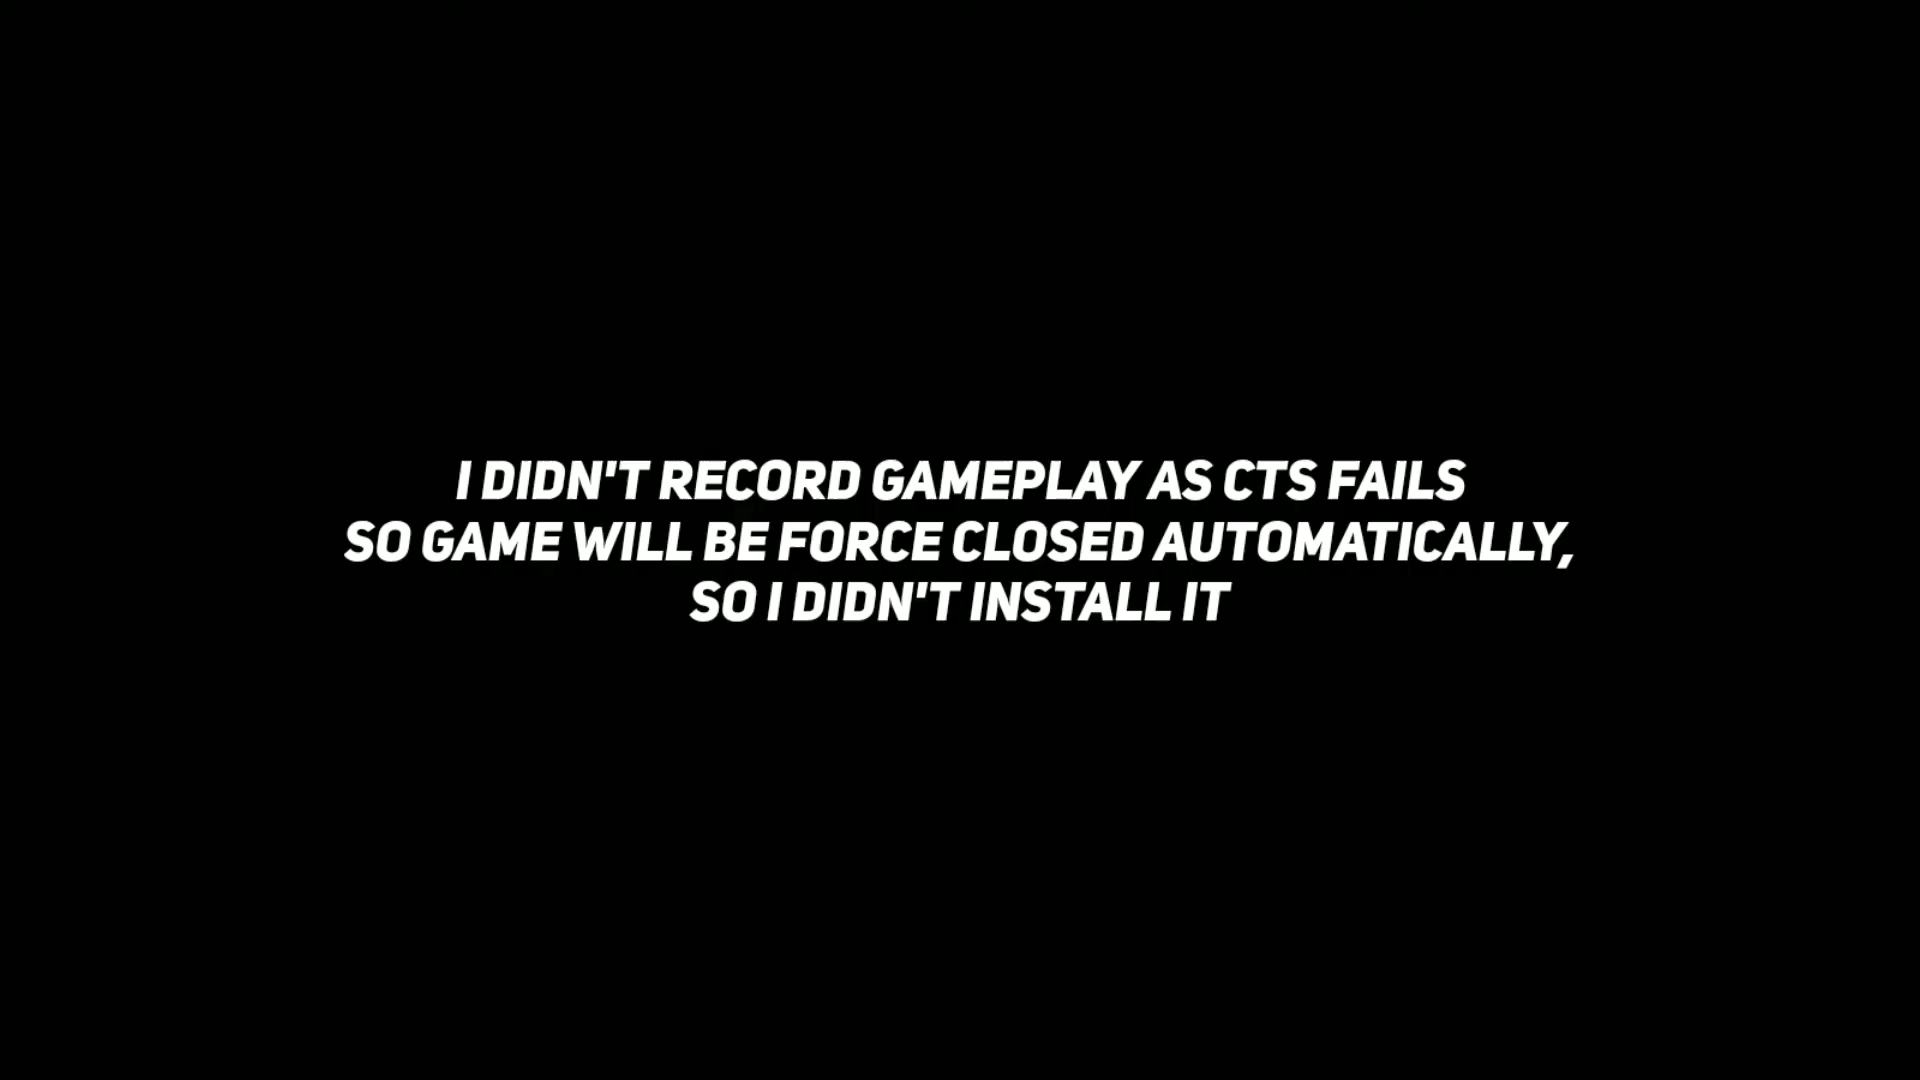 I DIDN'T RECORD GAMEPLAY AS CTS FAILS
SO GAME WILL BE FORCE CLOSED AUTOMATICALLY,
SO I DIDN'T INSTALL IT